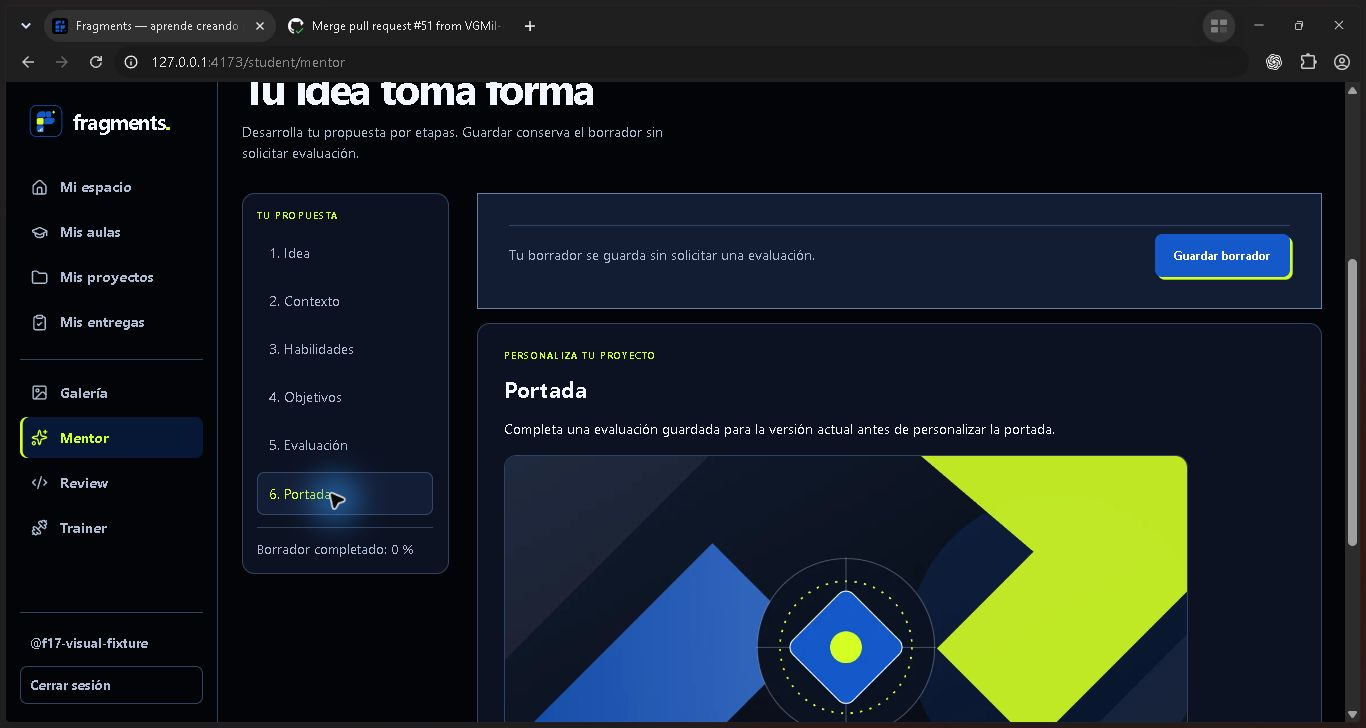 Fragments — aprende creando
Merge pull request #51 from VGMil-
127.0.0.1:4173/student/mentor
fragments.
Mi espacio
Mis aulas
Mis proyectos
Mis entregas
Galería
Mentor
Review
Trainer
@f17-visual-fixture
Cerrar sesión
Tu idea toma forma
Desarrolla tu propuesta por etapas. Guardar conserva el borrador sin
solicitar evaluación.
TU PROPUESTA
1. Idea
2. Contexto
3. Habilidades
4. Objetivos
5. Evaluación
6. Portada
Borrador completado: 0 %
Tu borrador se guarda sin solicitar una evaluación.
Guardar borrador
PERSONALIZA TU PROYECTO
Portada
Completa una evaluación guardada para la versión actual antes de personalizar la portada.